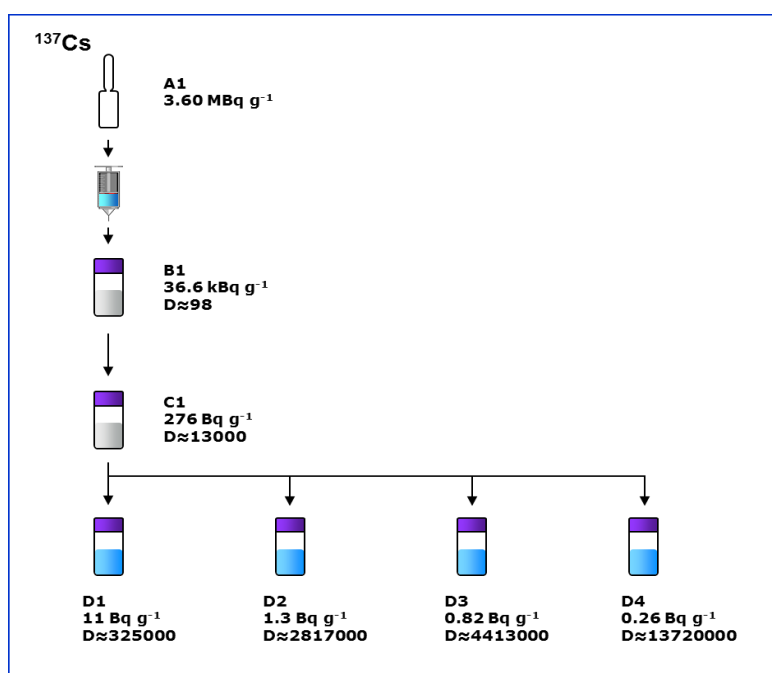 ¹³⁷Cs
A1
3.60 MBq g⁻¹
B1
36.6 kBq g⁻¹
D≈98
C1
276 Bq g⁻¹
D≈13000
D1
11 Bq g⁻¹
D≈325000
D2
1.3 Bq g⁻¹
D≈2817000
D3
0.82 Bq g⁻¹
D≈4413000
D4
0.26 Bq g⁻¹
D≈13720000